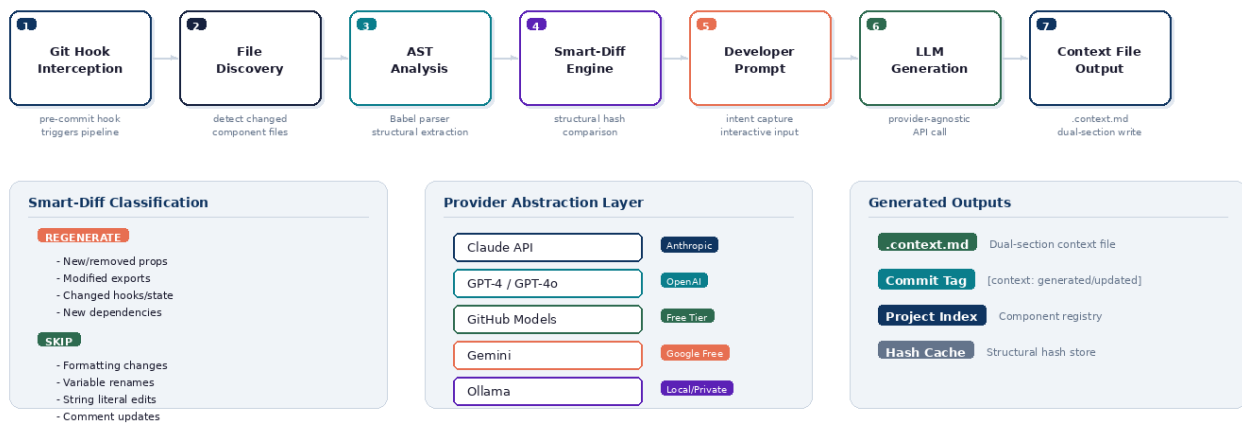 1
Git Hook
Interception
pre-commit hook
triggers pipeline
2
File
Discovery
detect changed
component files
3
AST
Analysis
Babel parser
structural extraction
4
Smart-Diff
Engine
structural hash
comparison
5
Developer
Prompt
intent capture
interactive input
6
LLM
Generation
provider-agnostic
API call
7
Context File
Output
.context.md
dual-section write
Smart-Diff Classification
REGENERATE
- New/removed props
- Modified exports
- Changed hooks/state
- New dependencies
SKIP
- Formatting changes
- Variable renames
- String literal edits
- Comment updates
Provider Abstraction Layer
Claude API Anthropic
GPT-4 / GPT-4o OpenAI
GitHub Models Free Tier
Gemini Google Free
Ollama Local/Private
Generated Outputs
.context.md Dual-section context file
Commit Tag [context: generated/updated]
Project Index Component registry
Hash Cache Structural hash store